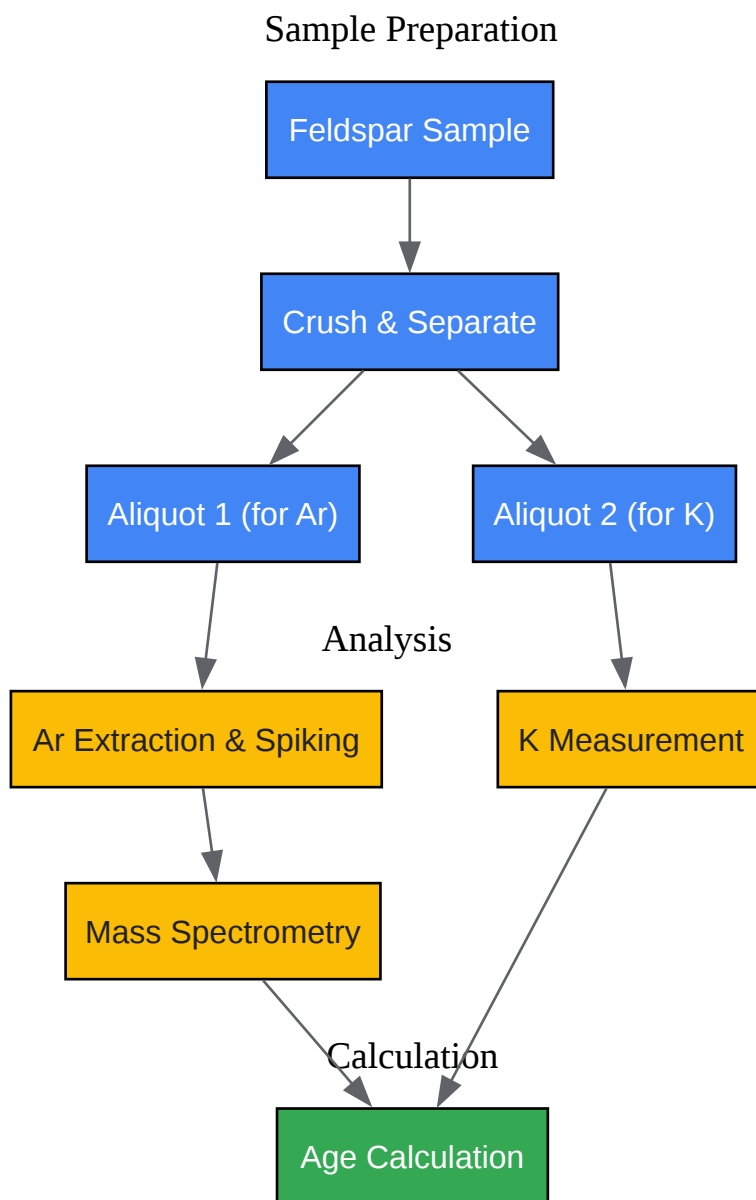 Sample Preparation
Feldspar Sample
Crush & Separate
Aliquot 1 (for Ar)
Aliquot 2 (for K)
Analysis
Ar Extraction & Spiking
K Measurement
Mass Spectrometry
Calculation
Age Calculation